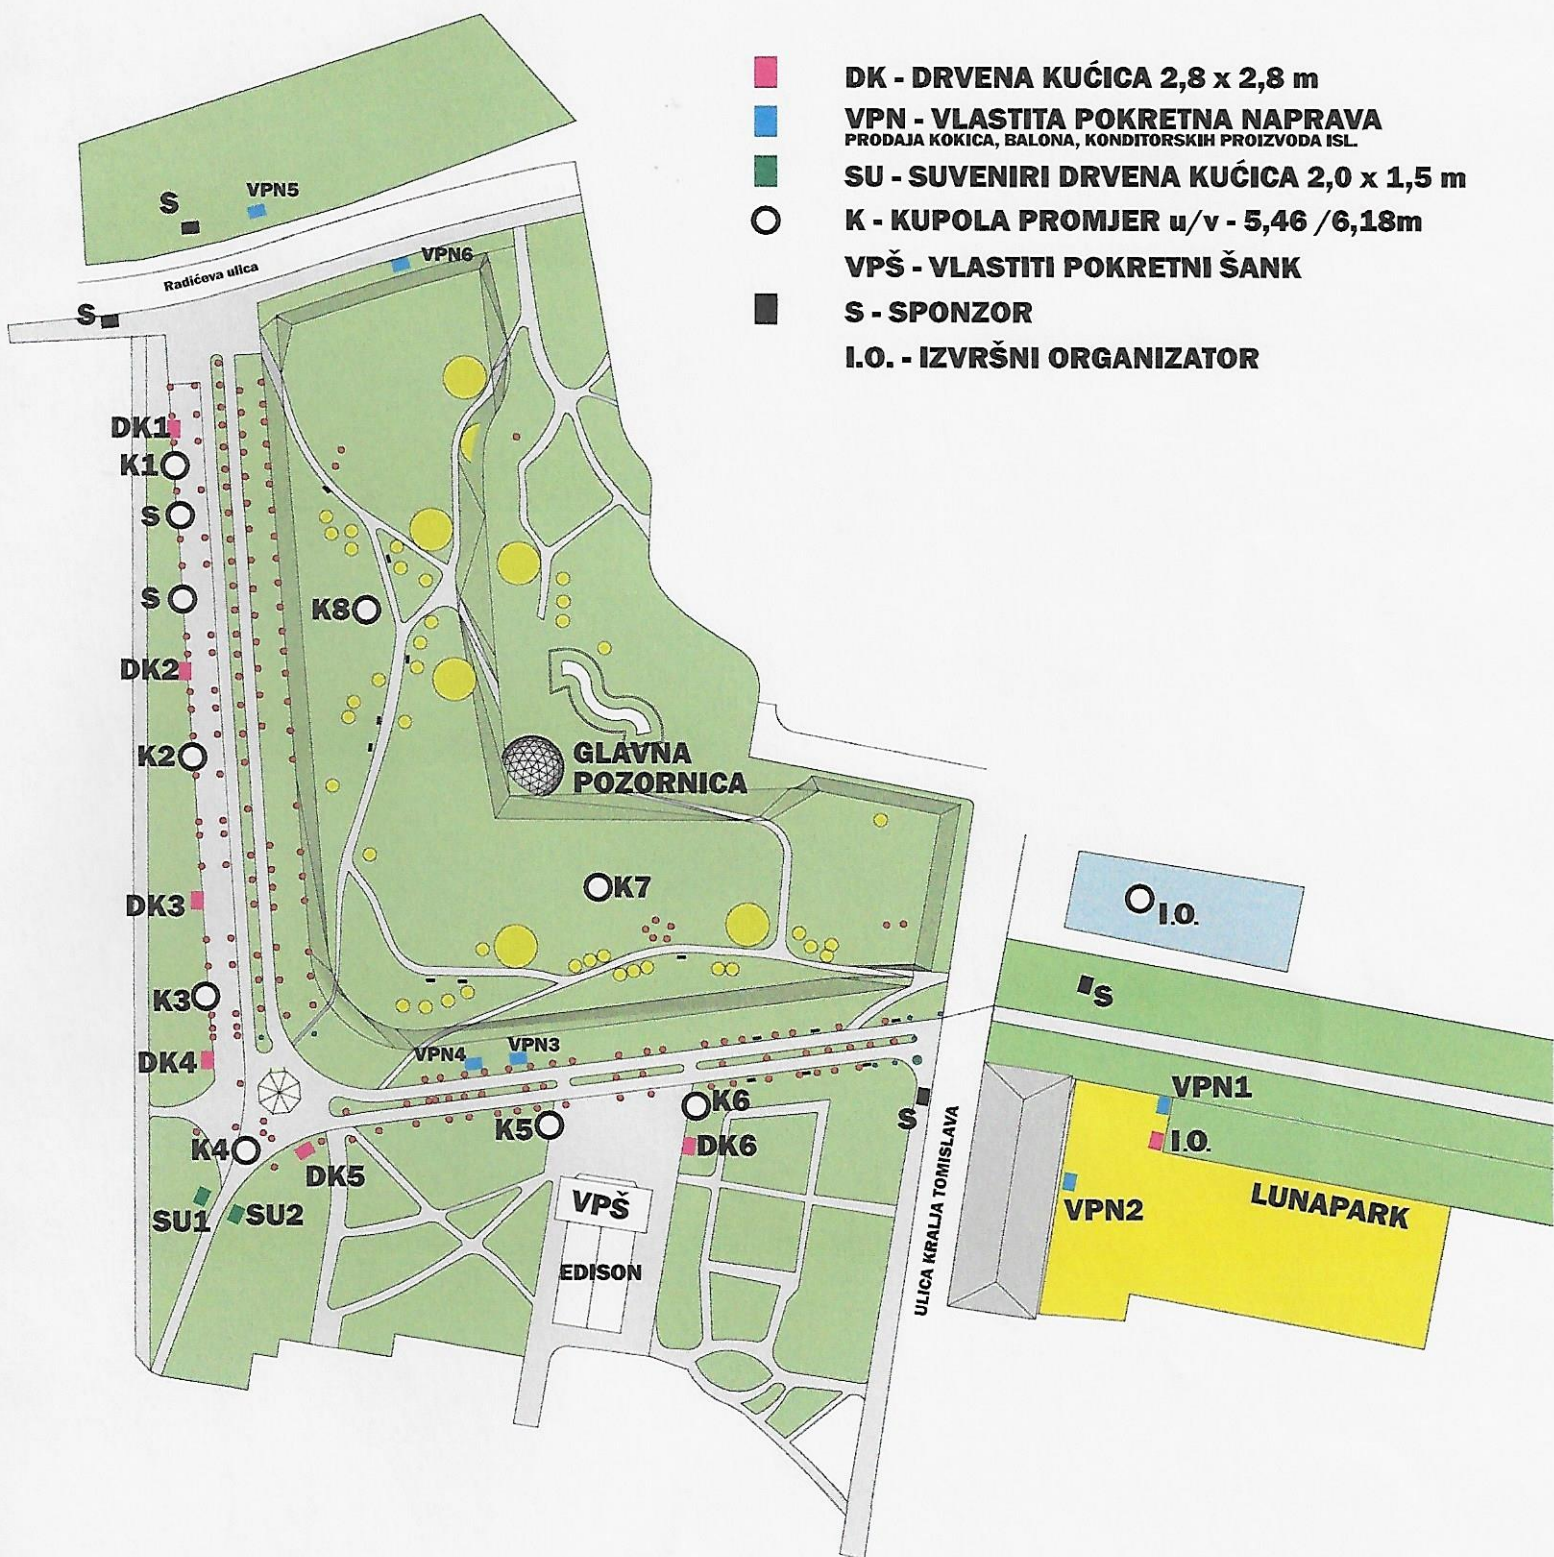 DK - DRVENA KUĆICA 2,8 x 2,8 m
VPN - VLASTITA POKRETNA NAPRAVA
PRODAJA KOKICA, BALONA, KONDITORSKIH PROIZVODA ISL.
SU - SUVENIRI DRVENA KUĆICA 2,0 x 1,5 m
K - KUPOLA PROMJER u/v - 5,46 /6,18m
VPŠ - VLASTITI POKRETNI ŠANK
S - SPONZOR
I.O. - IZVRŠNI ORGANIZATOR
VPN5
S
VPN6
Radićeva ulica
S
DK1
K1
S
S
K8
DK2
K2
GLAVNA
POZORNICA
DK3
K7
I.O.
K3
S
DK4
VPN4
VPN3
VPN1
K6
S
K5
K4
DK6
I.O.
DK5
SU1
SU2
VPŠ
VPN2
LUNAPARK
EDISON
ULICA KRALJA TOMISLAVA